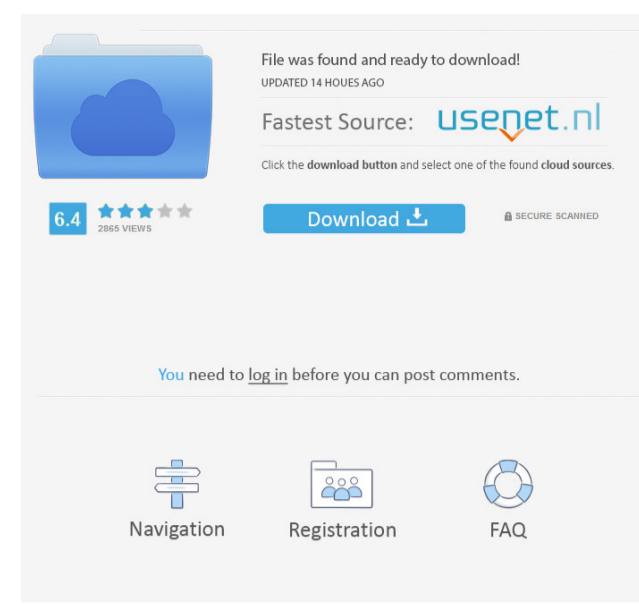 File was found and ready to download!
UPDATED 14 HOUES AGO
Fastest Source: usenet.nl
Click the download button and select one of the found cloud sources.
6.4
2865 VIEWS
Download
SECURE SCANNED
You need to log in before you can post comments.
Navigation
Registration
FAQ